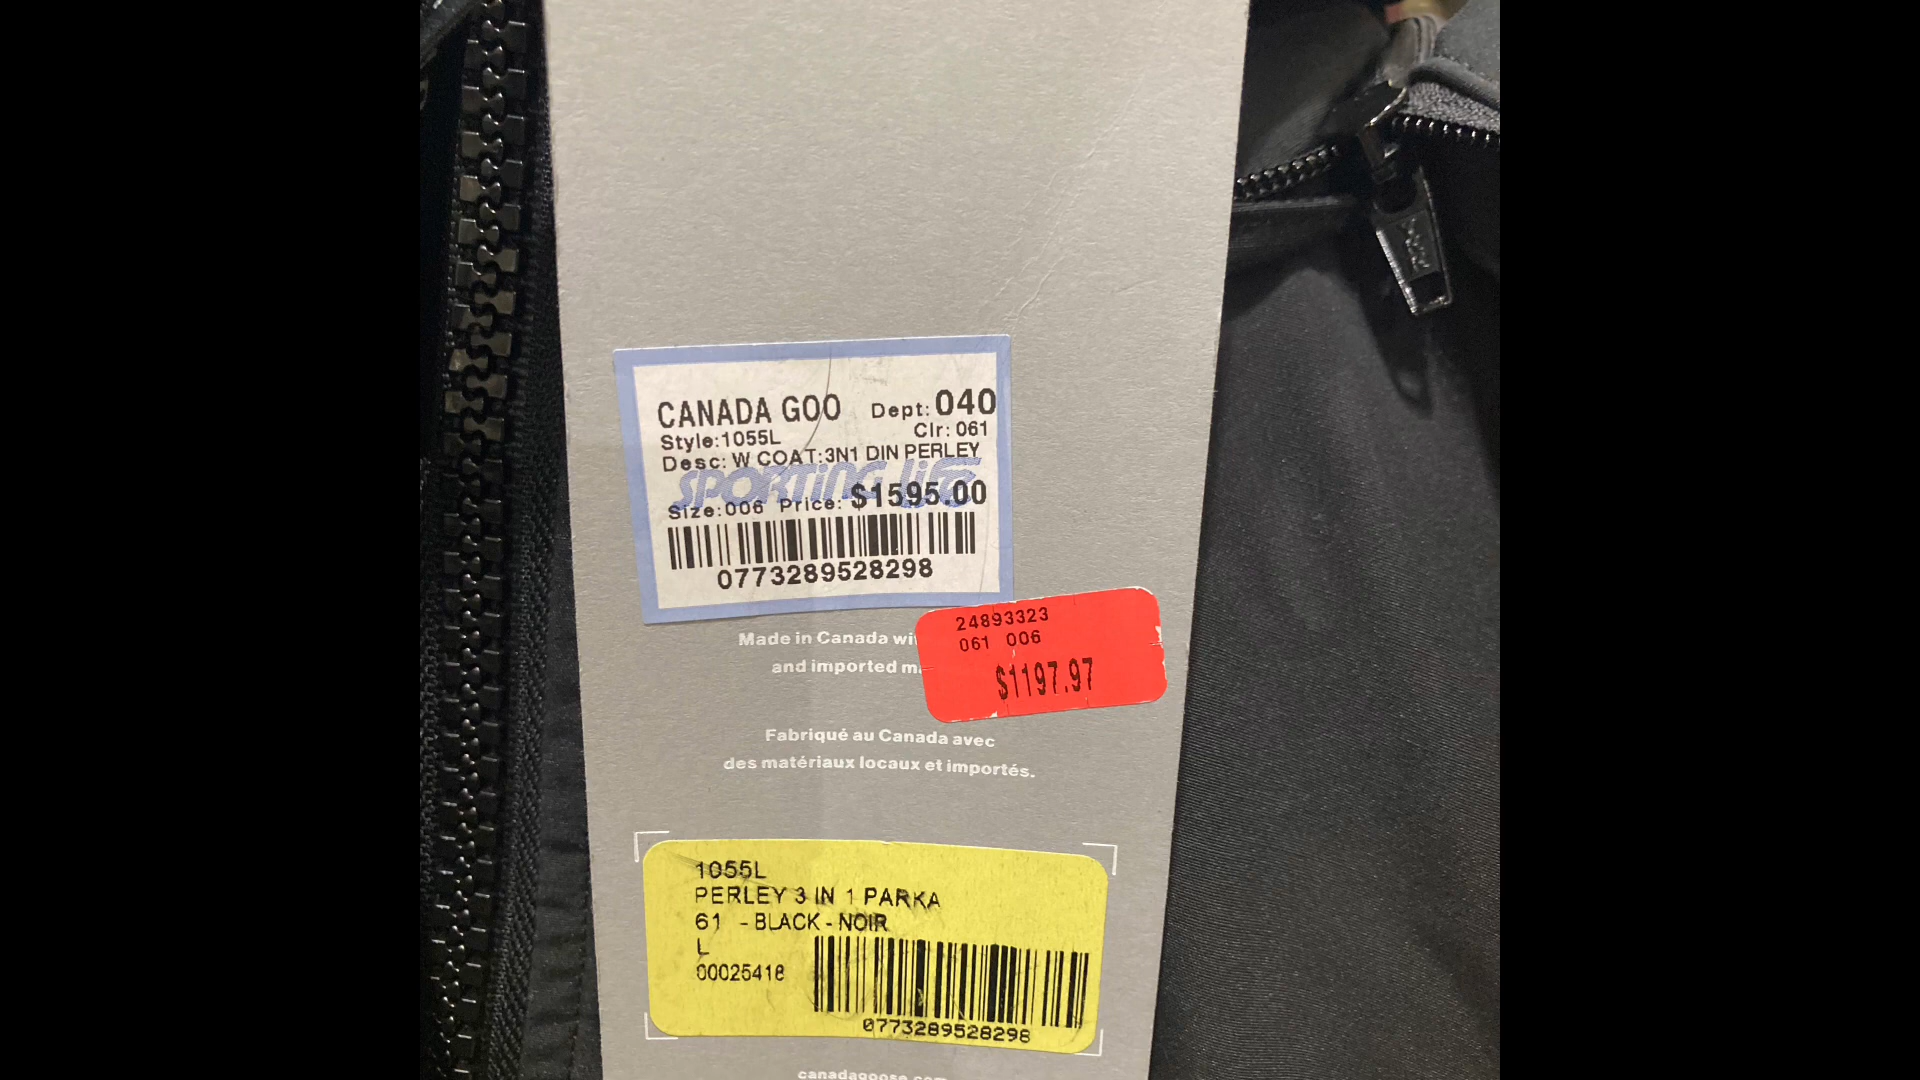 CANADA GOO Dept: 040
Style:1055L Clr: 061
Desc: W COAT:3N1 DIN PERLEY
SPORTiNG Life
Size:006 Price: $1595.00
0773289528298
24893323
061 006
$1197.97
Made in Canada
and imported
Fabriqué au Canada avec
des matériaux locaux et importés.
1055L
PERLEY 3 IN 1 PARKA
61 - BLACK - NOIR
L
00025418
0773289528298
canadagoose.com